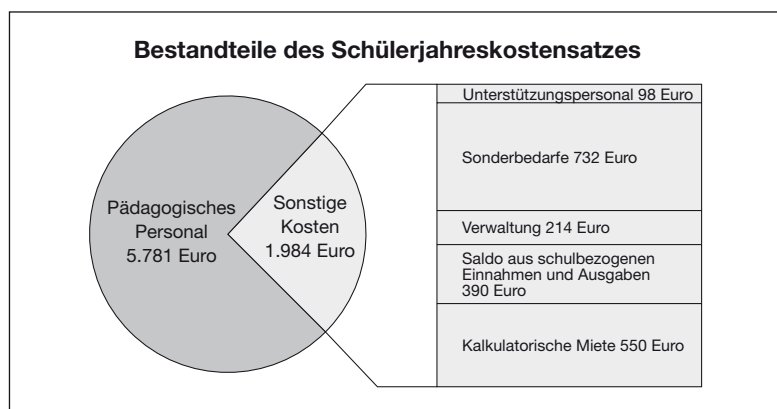 Bestandteile des Schülerjahreskostensatzes
Pädagogisches
Personal
5.781 Euro
Sonstige
Kosten
1.984 Euro
Unterstützungspersonal 98 Euro
Sonderbedarfe 732 Euro
Verwaltung 214 Euro
Saldo aus schulbezogenen
Einnahmen und Ausgaben
390 Euro
Kalkulatorische Miete 550 Euro